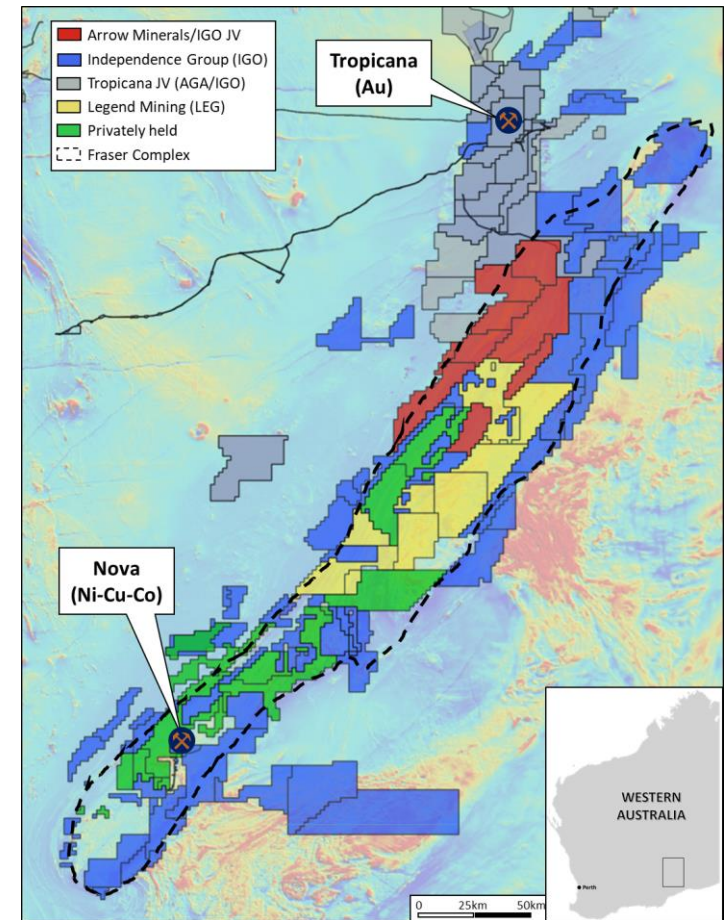 Arrow Minerals/IGO JV
Independence Group (IGO)
Tropicana JV (AGA/IGO)
Legend Mining (LEG)
Privately held
Fraser Complex
Tropicana
(Au)
Nova
(Ni-Cu-Co)
WESTERN
AUSTRALIA
Perth
0 25km 50km